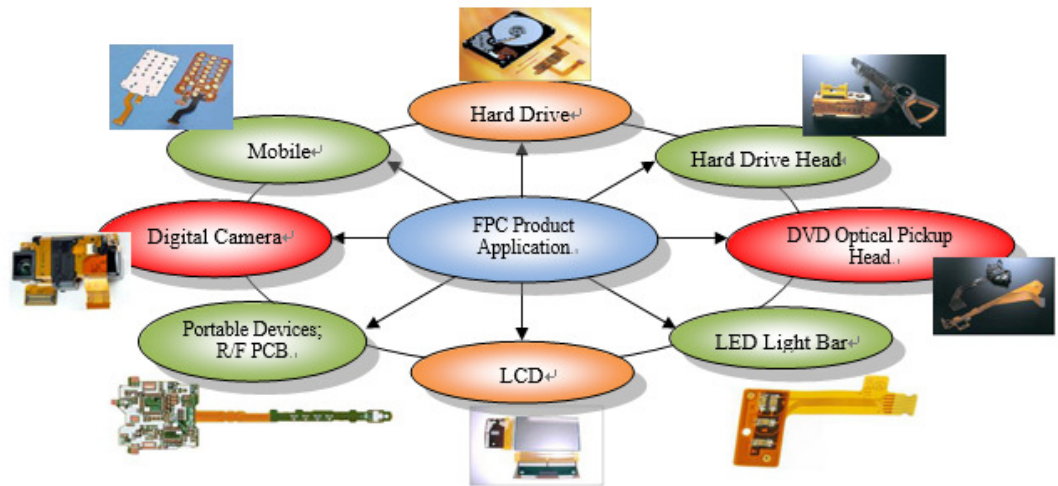 Hard Drive
Mobile
Hard Drive Head
Digital Camera
FPC Product
Application.
DVD Optical Pickup
Head.
Portable Devices;
R/F PCB.
LED Light Bar
LCD